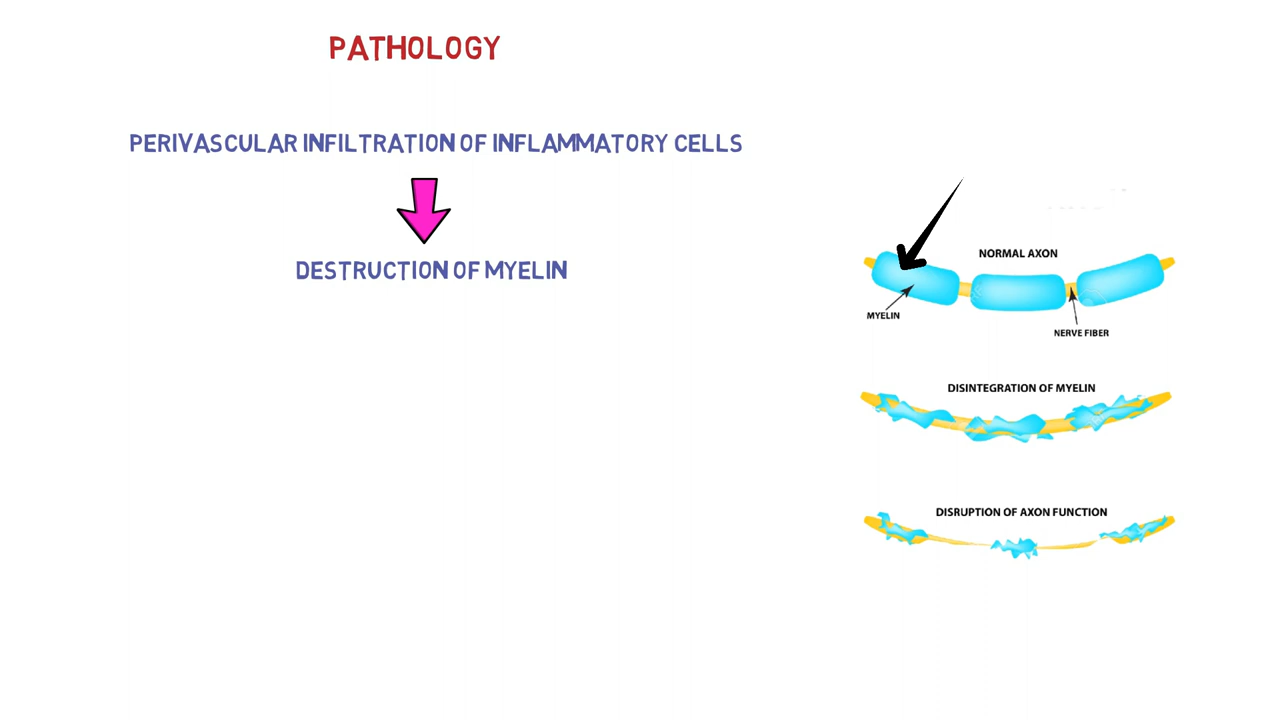 PATHOLOGY
PERIVASCULAR INFILTRATION OF INFLAMMATORY CELLS
DESTRUCTION OF MYELIN
NORMAL AXON
MYELIN
NERVE FIBER
DISINTEGRATION OF MYELIN
DISRUPTION OF AXON FUNCTION